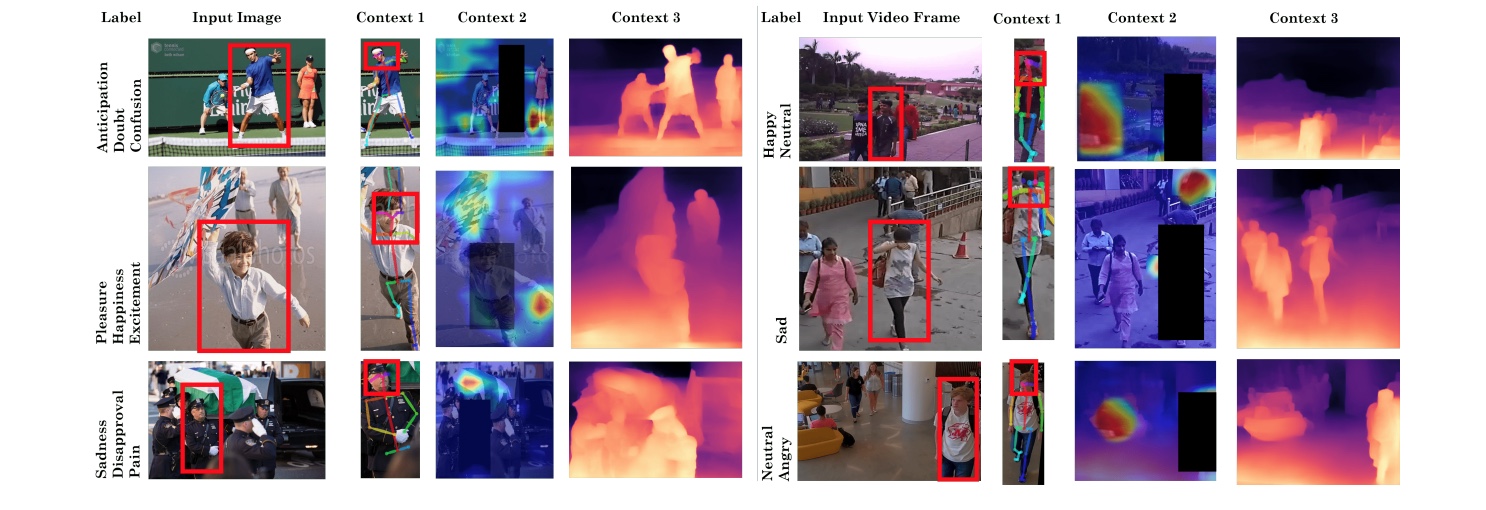 Label Input Image Context 1 Context 2 Context 3
Anticipation
Doubt
Confusion
Pleasure
Happiness
Excitement
Sadness
Disapproval
Pain
Label Input Video Frame Context 1 Context 2 Context 3
Happy
Neutral
Sad
Neutral
Angry